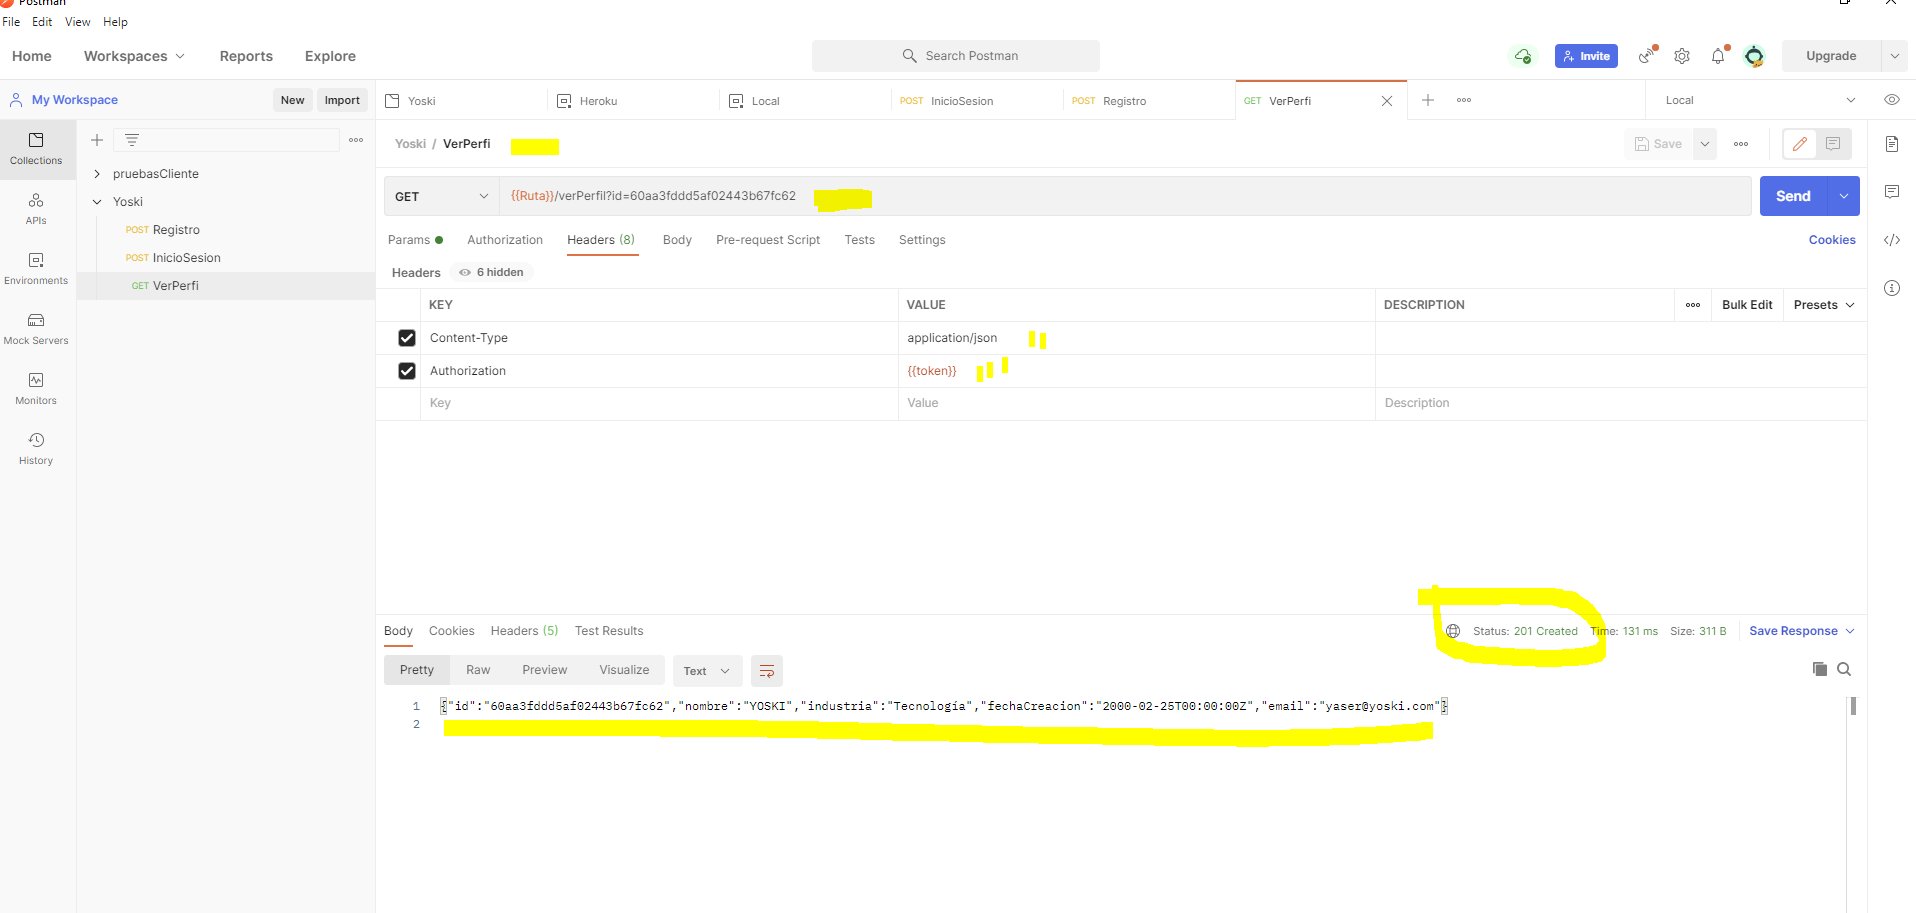 Postman
File Edit View Help
Home Workspaces Reports Explore Search Postman Invite Upgrade
My Workspace New Import Yoski Heroku Local POST InicioSesion POST Registro GET VerPerfi Local
Collections
APIs
Environments
Mock Servers
Monitors
History
pruebasCliente
Yoski
POST Registro
POST InicioSesion
GET VerPerfi
Yoski / VerPerfi Save
GET {{Ruta}}/verPerfil?id=60aa3fddd5af02443b67fc62 Send
Params Authorization Headers (8) Body Pre-request Script Tests Settings Cookies
Headers 6 hidden
KEY VALUE DESCRIPTION Bulk Edit Presets
Content-Type application/json
Authorization {{token}}
Key Value Description
Body Cookies Headers (5) Test Results Status: 201 Created Time: 131 ms Size: 311 B Save Response
Pretty Raw Preview Visualize Text
1 {"id":"60aa3fddd5af02443b67fc62","nombre":"YOSKI","industria":"Tecnología","fechaCreacion":"2000-02-25T00:00:00Z","email":"yaser@yoski.com"}
2